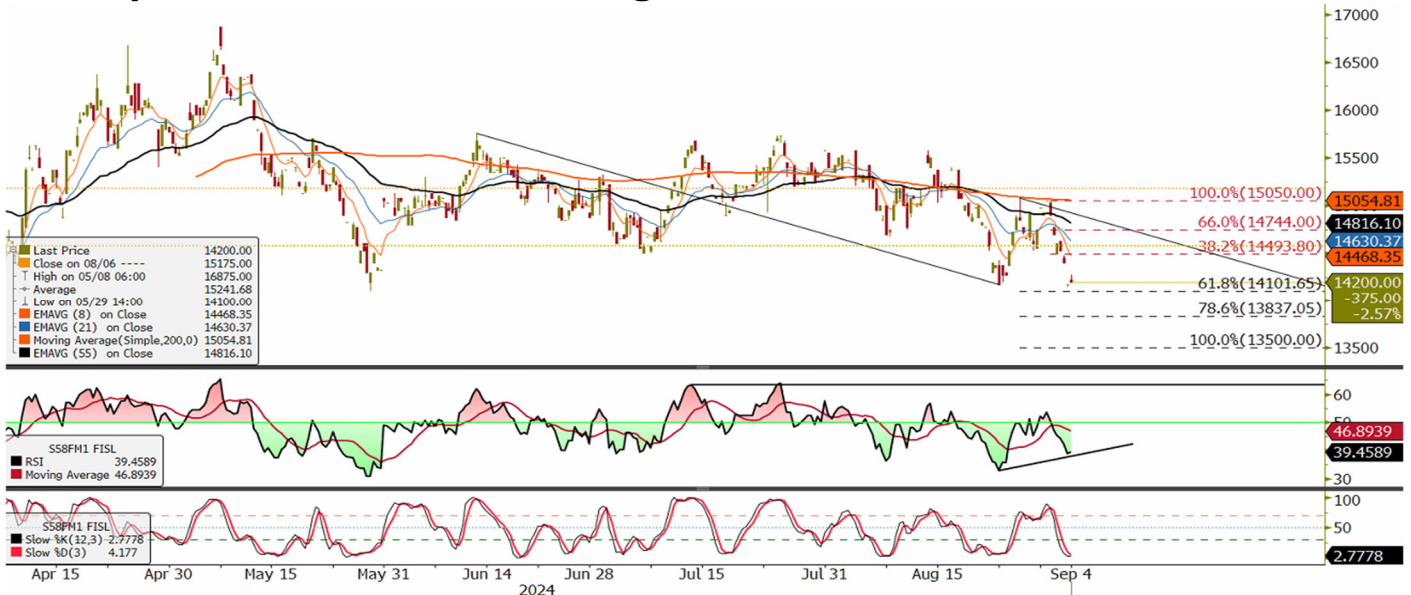 17000
16500
16000
15500
100.0%(15050.00)
15054.81
66.0%(14744.00)
14816.10
14630.37
38.2%(14493.80)
14468.35
61.8%(14101.65)
14200.00
-375.00
-2.57%
78.6%(13837.05)
100.0%(13500.00)
13500
Last Price 14200.00
Close on 08/06 ---- 15175.00
High on 05/08 06:00 16875.00
Average 15241.68
Low on 05/29 14:00 14100.00
EMAVG (8) on Close 14468.35
EMAVG (21) on Close 14630.37
Moving Average(Simple,200,0) 15054.81
EMAVG (55) on Close 14816.10
60
50
46.8939
39.4589
30
S58FM1 FISL
RSI 39.4589
Moving Average 46.8939
100
50
2.7778
S58FM1 FISL
Slow %K(12,3) 2.7778
Slow %D(3) 4.177
Apr 15 Apr 30 May 15 May 31 Jun 14 Jun 28 Jul 15 Jul 31 Aug 15 Sep 4
2024